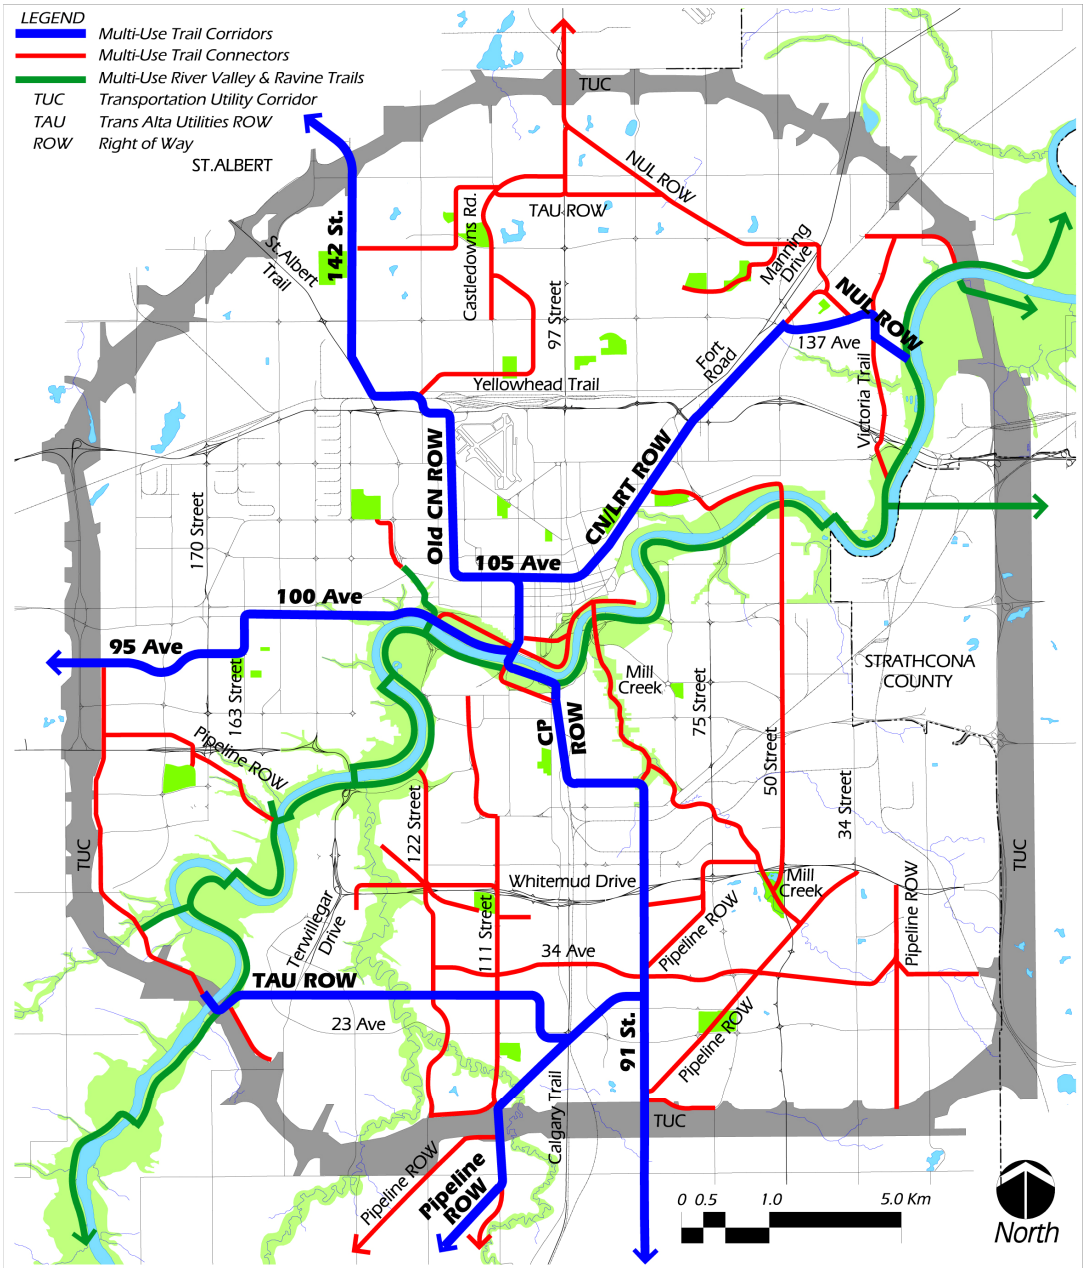 LEGEND
Multi-Use Trail Corridors
Multi-Use Trail Connectors
Multi-Use River Valley & Ravine Trails
TUC Transportation Utility Corridor
TAU Trans Alta Utilities ROW
ROW Right of Way
ST.ALBERT
TUC
NUL ROW
TAU ROW
Castledowns Rd.
142 St.
St.Albert
Trail
Manning
Drive
97 Street
NUL ROW
137 Ave
Fort
Road
Victoria Trail
Yellowhead Trail
Old CN ROW
CN/LRT ROW
170 Street
105 Ave
100 Ave
95 Ave
163 Street
Mill
Creek
STRATHCONA
COUNTY
75 Street
CP
ROW
Pipeline ROW
50 Street
34 Street
122 Street
TUC
TUC
Whitemud Drive
Mill
Creek
Terwillegar
Drive
111 Street
Pipeline ROW
Pipeline ROW
34 Ave
TAU ROW
23 Ave
91 St.
Pipeline ROW
Calgary Trail
TUC
Pipeline ROW
Pipeline
ROW
0 0.5 1.0 5.0 Km
North